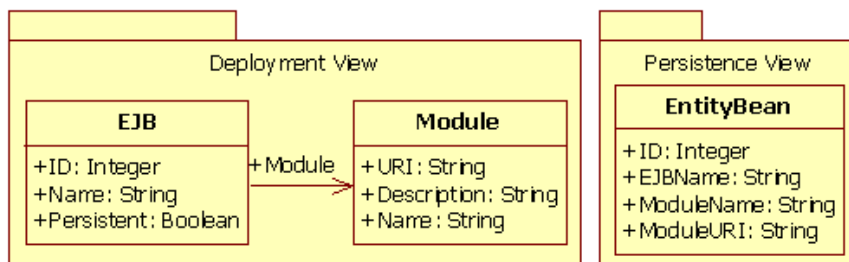 Deployment View
EJB
+ID: Integer
+Name: String
+Persistent: Boolean
+Module
Module
+URI: String
+Description: String
+Name: String
Persistence View
EntityBean
+ID: Integer
+EJBName: String
+ModuleName: String
+ModuleURI: String